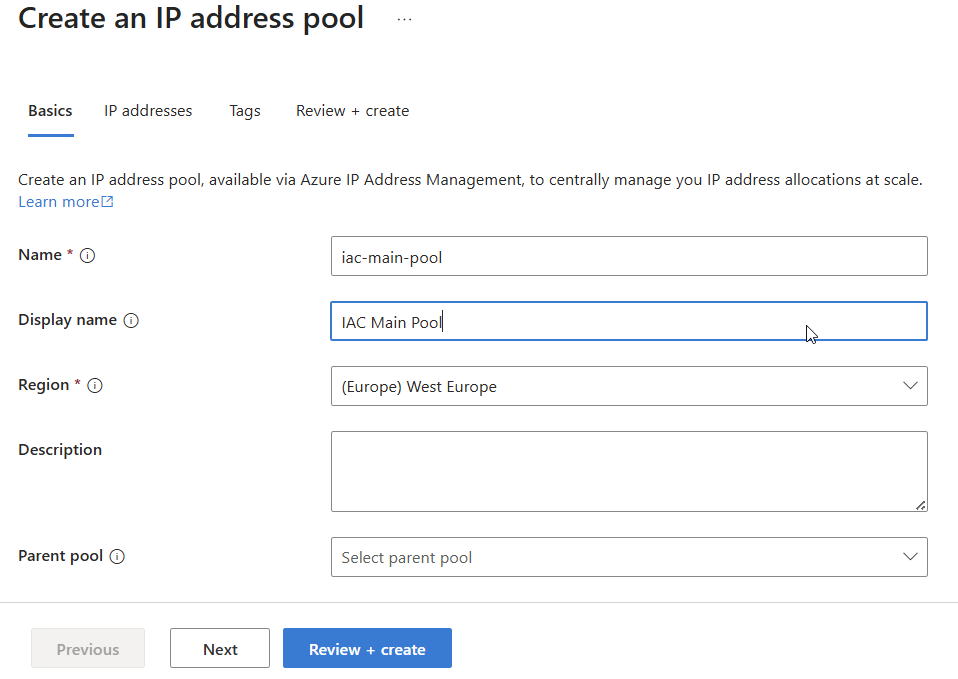 Create an IP address pool ...
Basics IP addresses Tags Review + create
Create an IP address pool, available via Azure IP Address Management, to centrally manage you IP address allocations at scale.
Learn more
Name * iac-main-pool
Display name IAC Main Pool
Region * (Europe) West Europe
Description
Parent pool Select parent pool
Previous Next Review + create